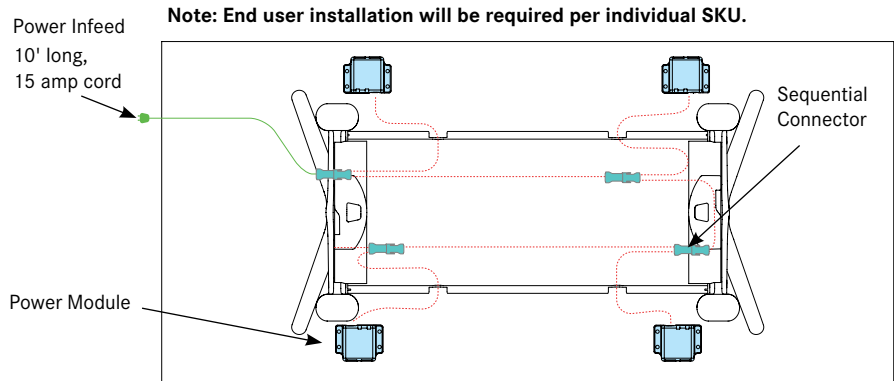 Note: End user installation will be required per individual SKU.
Power Infeed
10' long,
15 amp cord
Sequential
Connector
Power Module